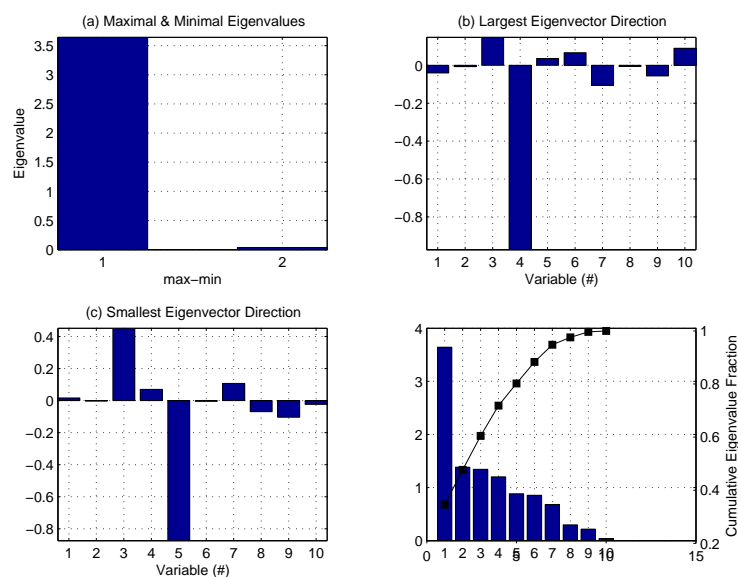 (a) Maximal & Minimal Eigenvalues
3.5
3
2.5
2
1.5
1
0.5
0
Eigenvalue
1 2
max−min
(b) Largest Eigenvector Direction
0
−0.2
−0.4
−0.6
−0.8
1 2 3 4 5 6 7 8 9 10
Variable (#)
(c) Smallest Eigenvector Direction
0.4
0.2
0
−0.2
−0.4
−0.6
−0.8
1 2 3 4 5 6 7 8 9 10
Variable (#)
4
3
2
1
0
1 2 3 4 5 6 7 8 9 10
0 5 10 15
1
0.8
0.6
0.4
0.2
Cumulative Eigenvalue Fraction